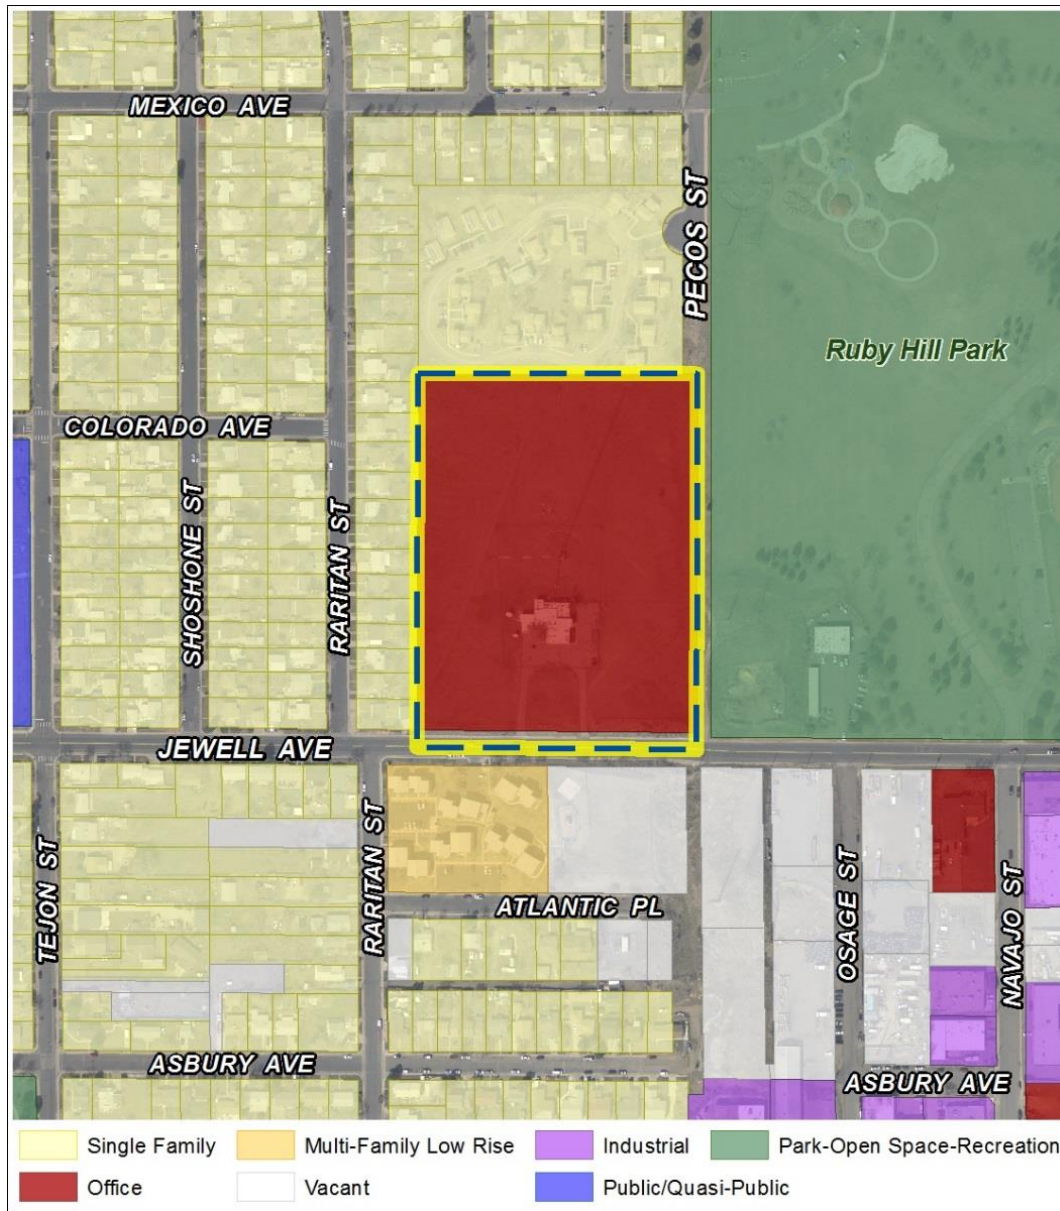 MEXICO AVE
PECOS ST
Ruby Hill Park
COLORADO AVE
SHOSHONE ST
RARITAN ST
JEWELL AVE
TEJON ST
RARITAN ST
ATLANTIC PL
OSAGE ST
NAVAJO ST
ASBURY AVE
ASBURY AVE
Single Family
Multi-Family Low Rise
Industrial
Park-Open Space-Recreation
Office
Vacant
Public/Quasi-Public